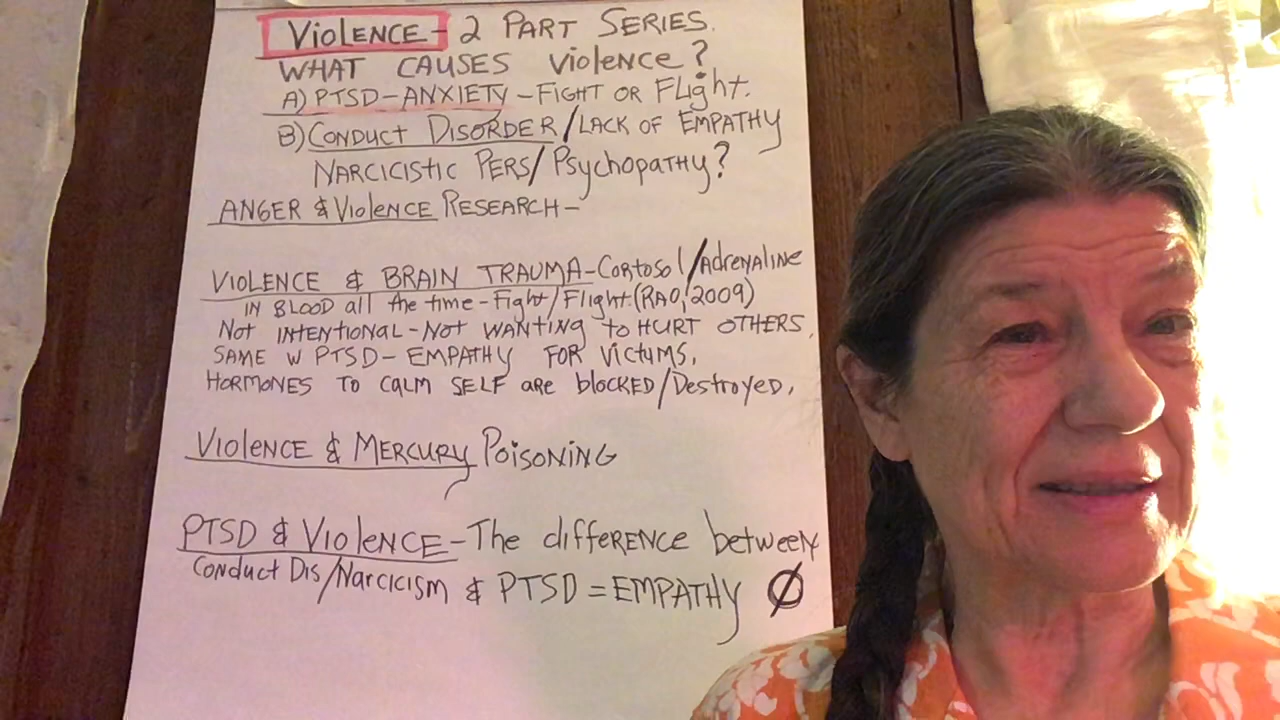 VIOLENCE - 2 PART SERIES.
WHAT CAUSES VIOLENCE?
A) PTSD-ANXIETY - FIGHT OR FLIGHT.
B) CONDUCT DISORDER/LACK OF EMPATHY
NARCICISTIC PERS/PSYCHOPATHY?
ANGER & VIOLENCE RESEARCH-
VIOLENCE & BRAIN TRAUMA-CORTOSOL/ADRENALINE
IN BLOOD ALL THE TIME - FIGHT/FLIGHT (RAO, 2009)
NOT INTENTIONAL - NOT WANTING TO HURT OTHERS.
SAME W PTSD - EMPATHY FOR VICTUMS.
HORMONES TO CALM SELF ARE BLOCKED/DESTROYED.
VIOLENCE & MERCURY POISONING
PTSD & VIOLENCE - THE DIFFERENCE BETWEEN
CONDUCT DIS/NARCICISM & PTSD = EMPATHY Ø